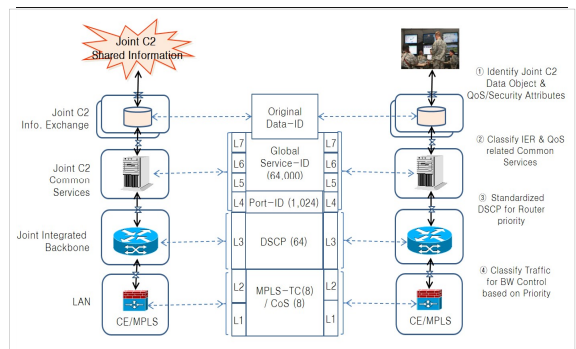 Joint C2
Shared Information
① Identify Joint C2
Data Object &
QoS/Security Attributes
Joint C2
Info. Exchange
Original
Data-ID
② Classify IER & QoS
related Common
Services
L7
Global
Service-ID
(64,000)
L7
L6
L6
L5
L5
Joint C2
Common
Services
L4
Port-ID (1,024)
L4
③ Standardized
DSCP for Router
priority
Joint Integrated
Backbone
L3
DSCP (64)
L3
④ Classify Traffic
for BW Control
based on Priority
LAN
L2
MPLS-TC(8)
/ CoS (8)
L2
L1
L1
CE/MPLS
CE/MPLS